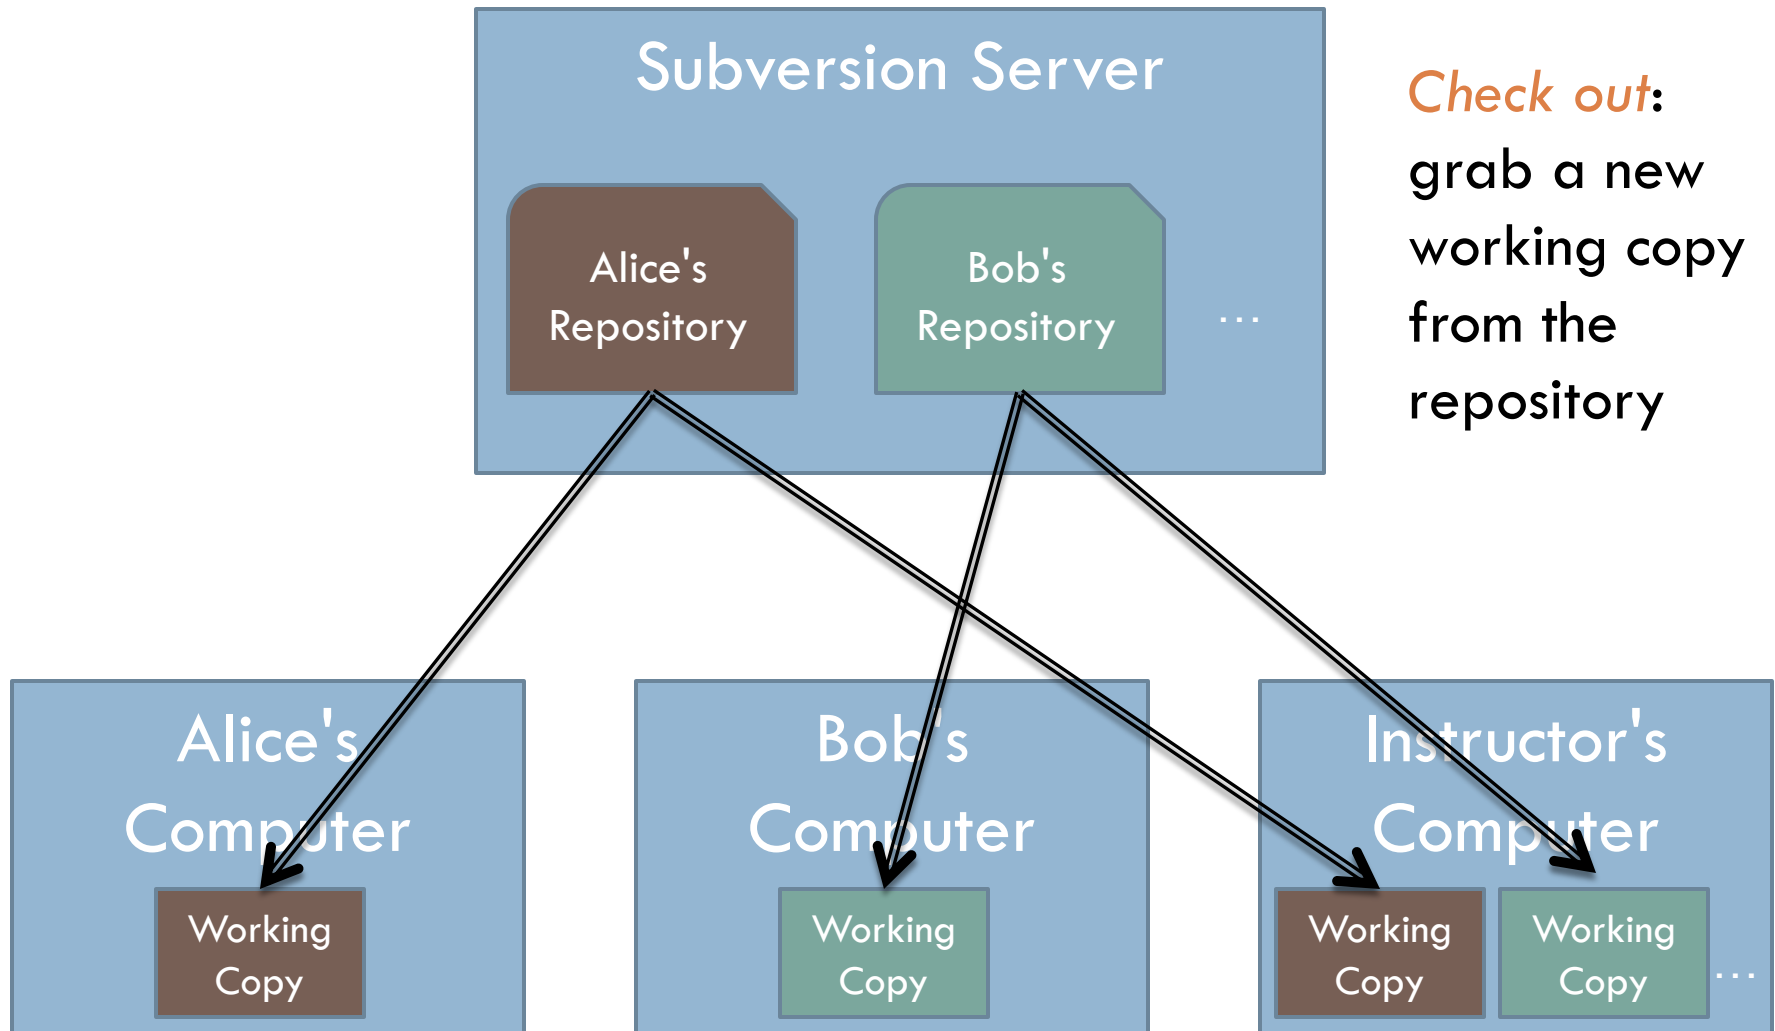 Subversion Server
Alice's
Repository
Bob's
Repository
...
Check out:
grab a new
working copy
from the
repository
Alice's
Computer
Working
Copy
Bob's
Computer
Working
Copy
Instructor's
Computer
Working
Copy
Working
Copy
...